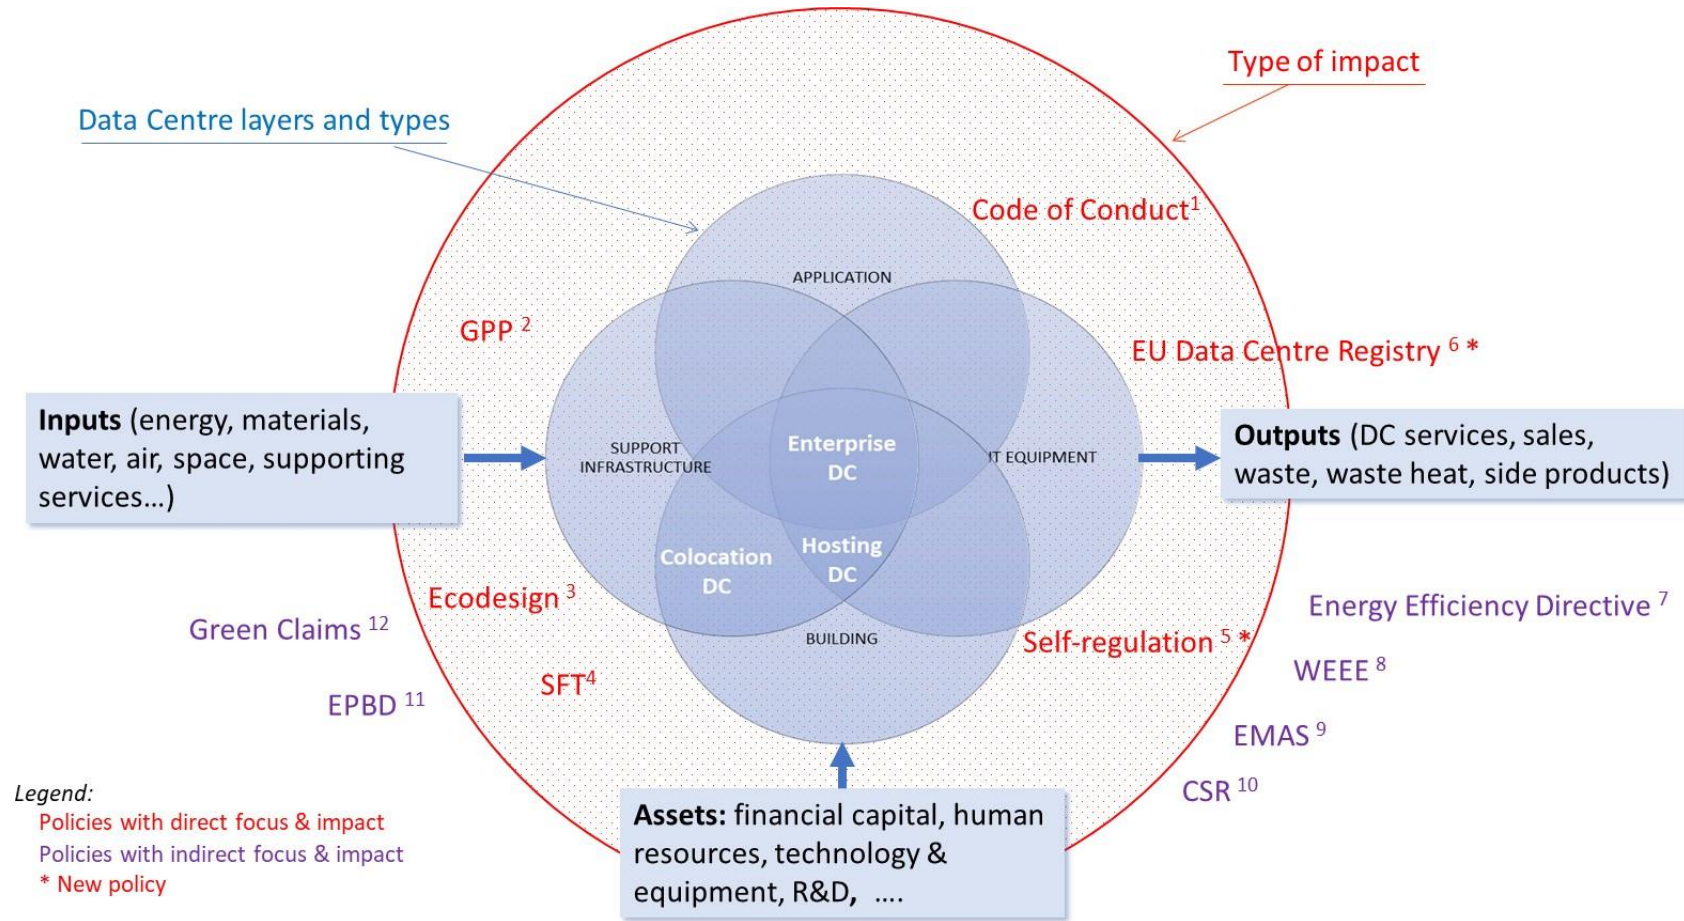 Type of impact
Data Centre layers and types
Code of Conduct¹
APPLICATION
GPP ²
EU Data Centre Registry ⁶ *
Inputs (energy, materials,
water, air, space, supporting
services...)
SUPPORT
INFRASTRUCTURE
Enterprise
DC
IT EQUIPMENT
Outputs (DC services, sales,
waste, waste heat, side products)
Colocation
DC
Hosting
DC
Ecodesign ³
Green Claims ¹²
BUILDING
Self-regulation ⁵ *
Energy Efficiency Directive ⁷
SFT⁴
WEEE ⁸
EPBD ¹¹
EMAS ⁹
CSR ¹⁰
Legend:
Policies with direct focus & impact
Policies with indirect focus & impact
* New policy
Assets: financial capital, human
resources, technology &
equipment, R&D, ....